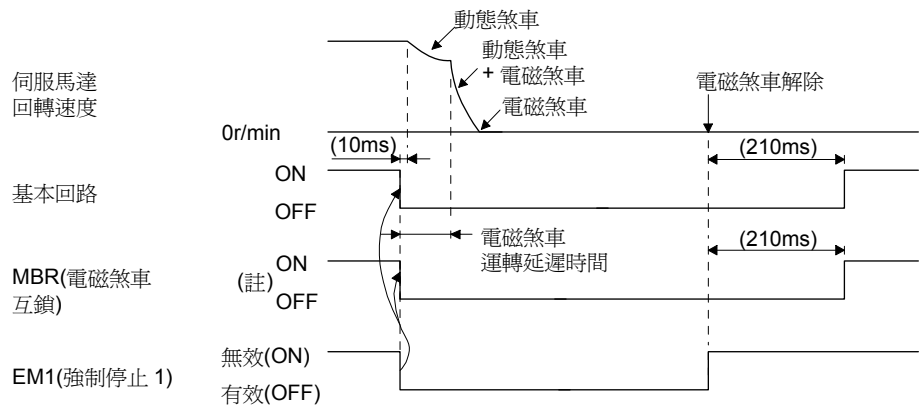 動態煞車
動態煞車
+ 電磁煞車
電磁煞車
電磁煞車解除
伺服馬達
回轉速度
0r/min
(10ms)
(210ms)
基本回路
ON
OFF
電磁煞車
運轉延遲時間
(210ms)
MBR(電磁煞車
互鎖)
(註)
ON
OFF
EM1(強制停止 1)
無效(ON)
有效(OFF)